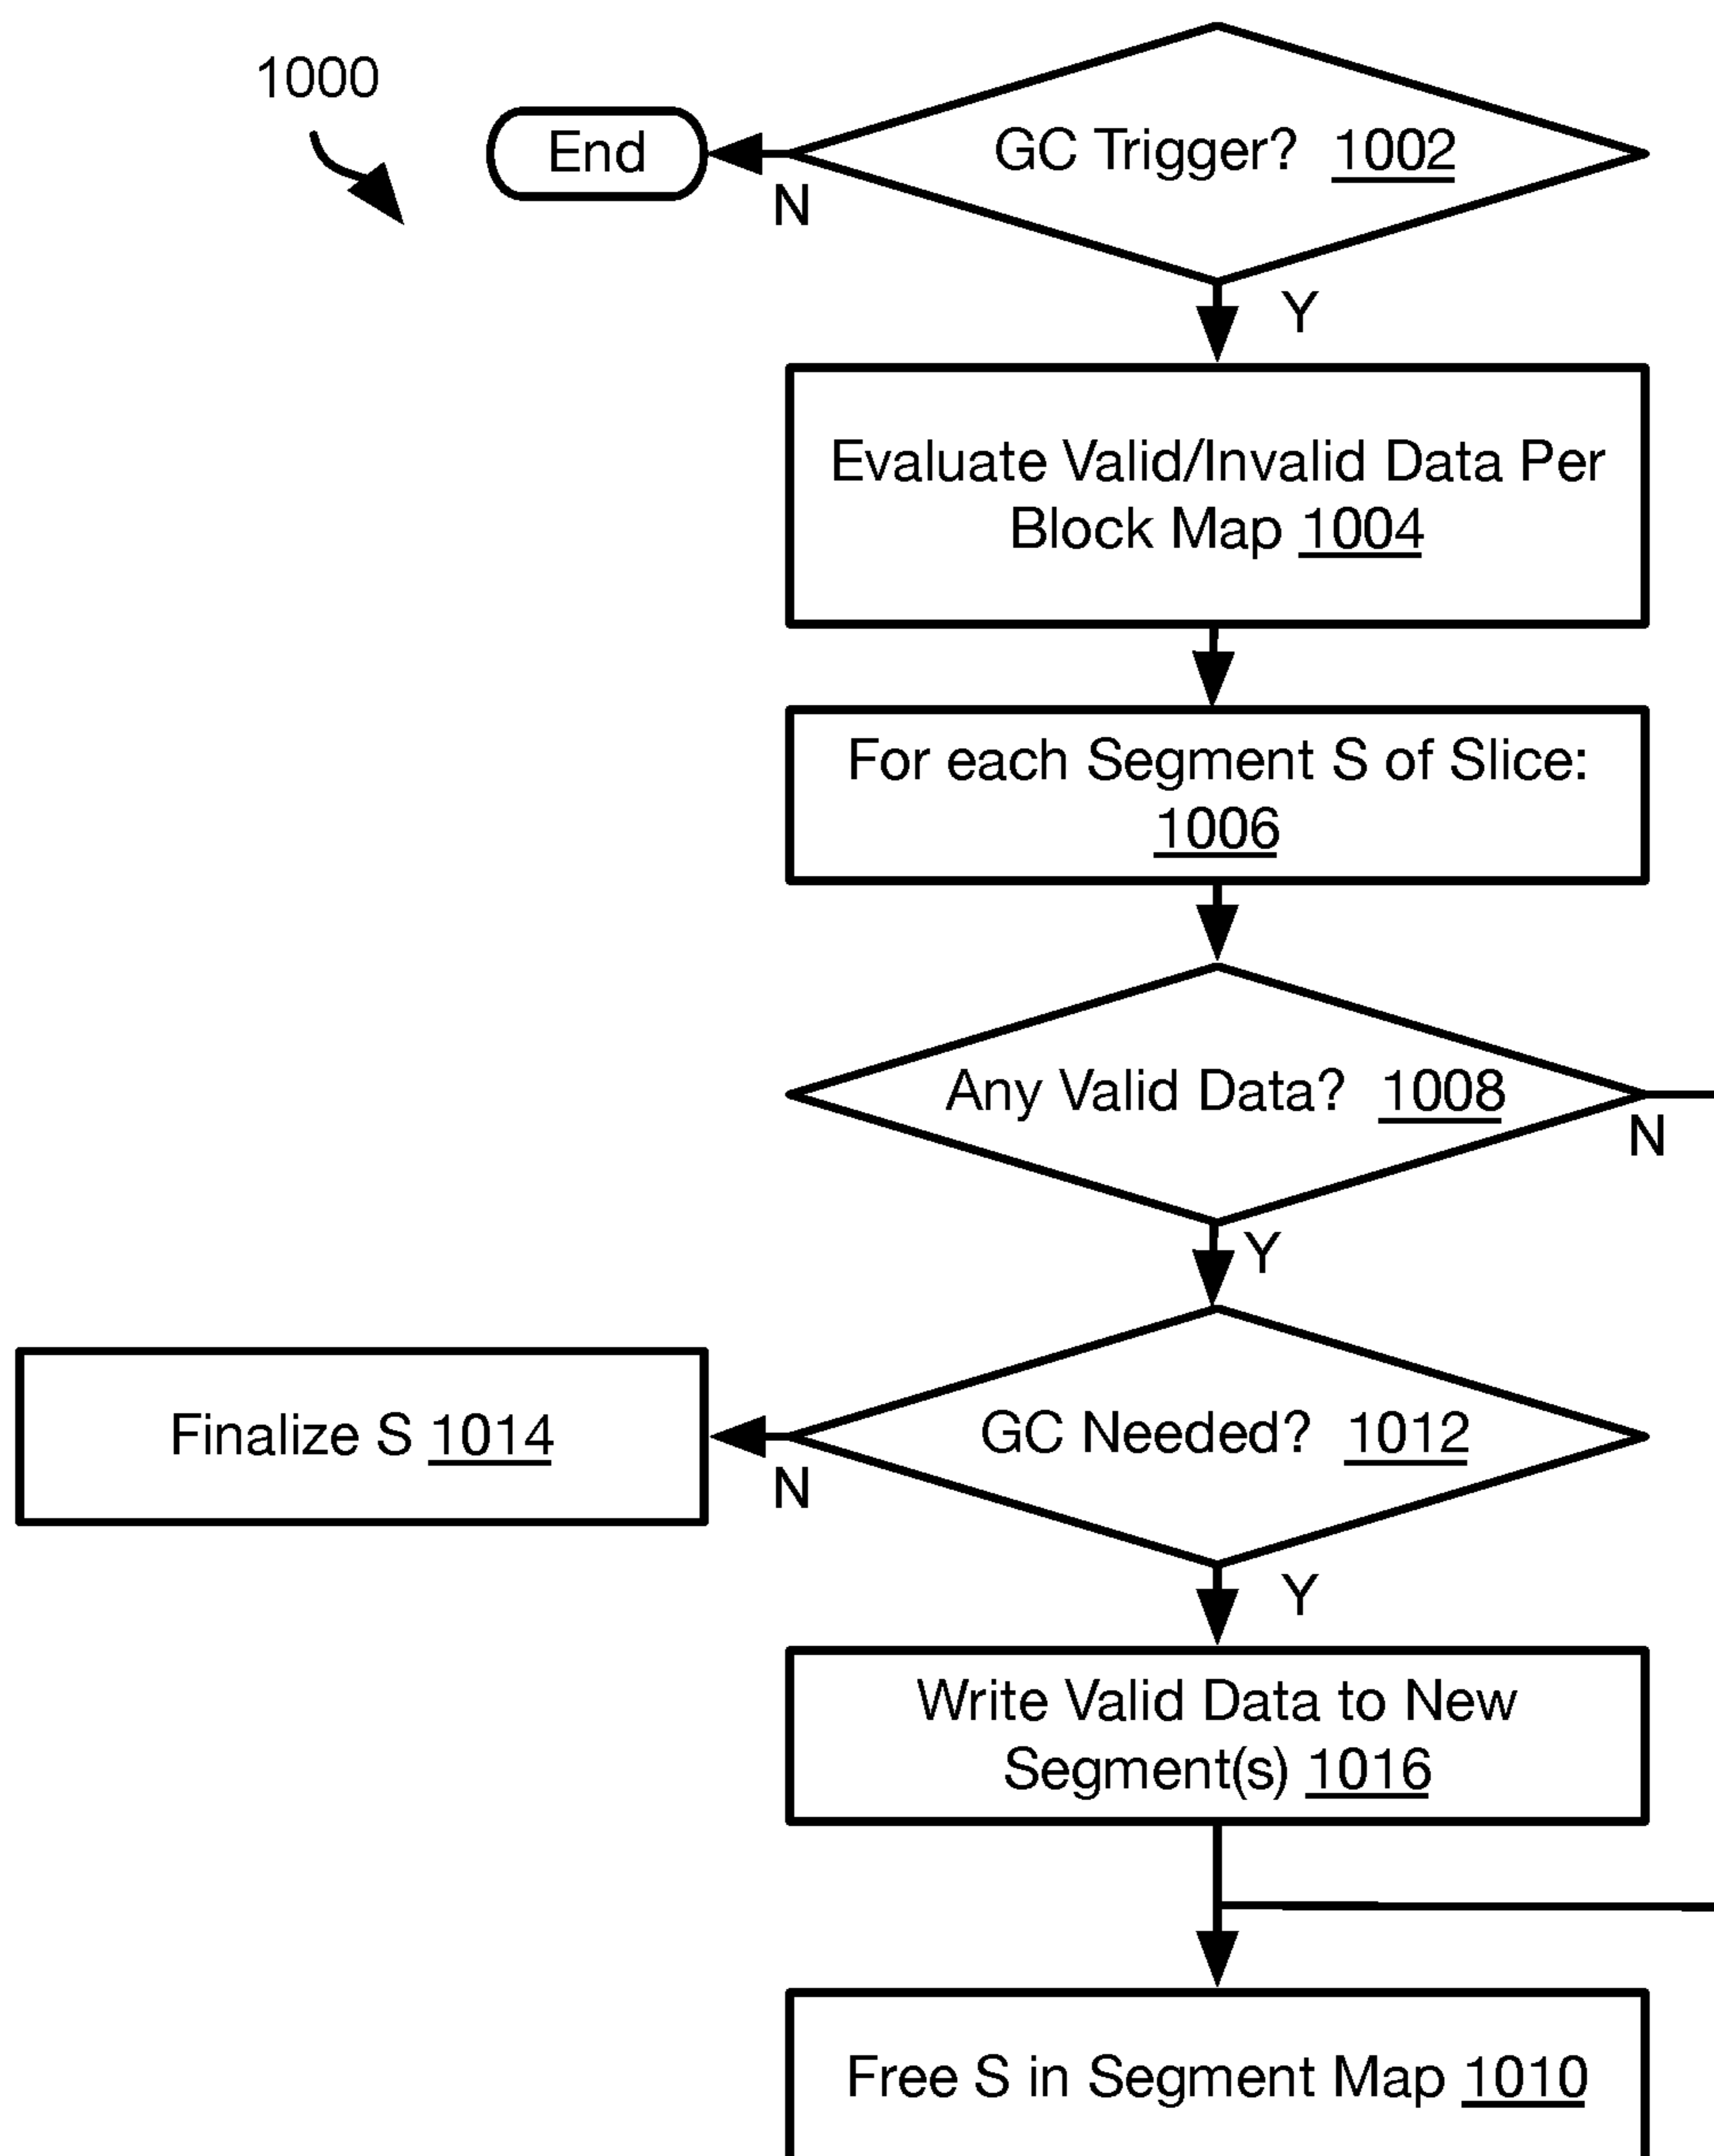 1000
End
GC Trigger? 1002
N
Y
Evaluate Valid/Invalid Data Per
Block Map 1004
For each Segment S of Slice:
1006
Any Valid Data? 1008
N
Y
Finalize S 1014
GC Needed? 1012
N
Y
Write Valid Data to New
Segment(s) 1016
Free S in Segment Map 1010